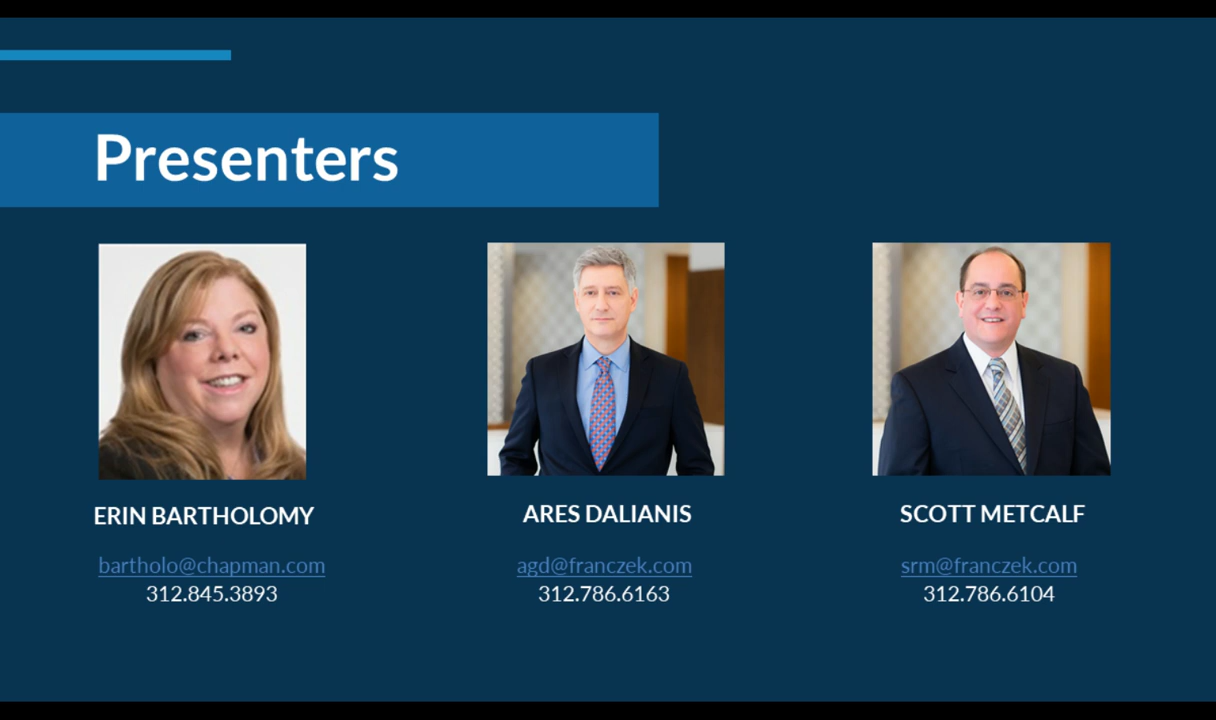 Presenters
ERIN BARTHOLOMY
bartholo@chapman.com
312.845.3893
ARES DALIANIS
agd@franczek.com
312.786.6163
SCOTT METCALF
srm@franczek.com
312.786.6104